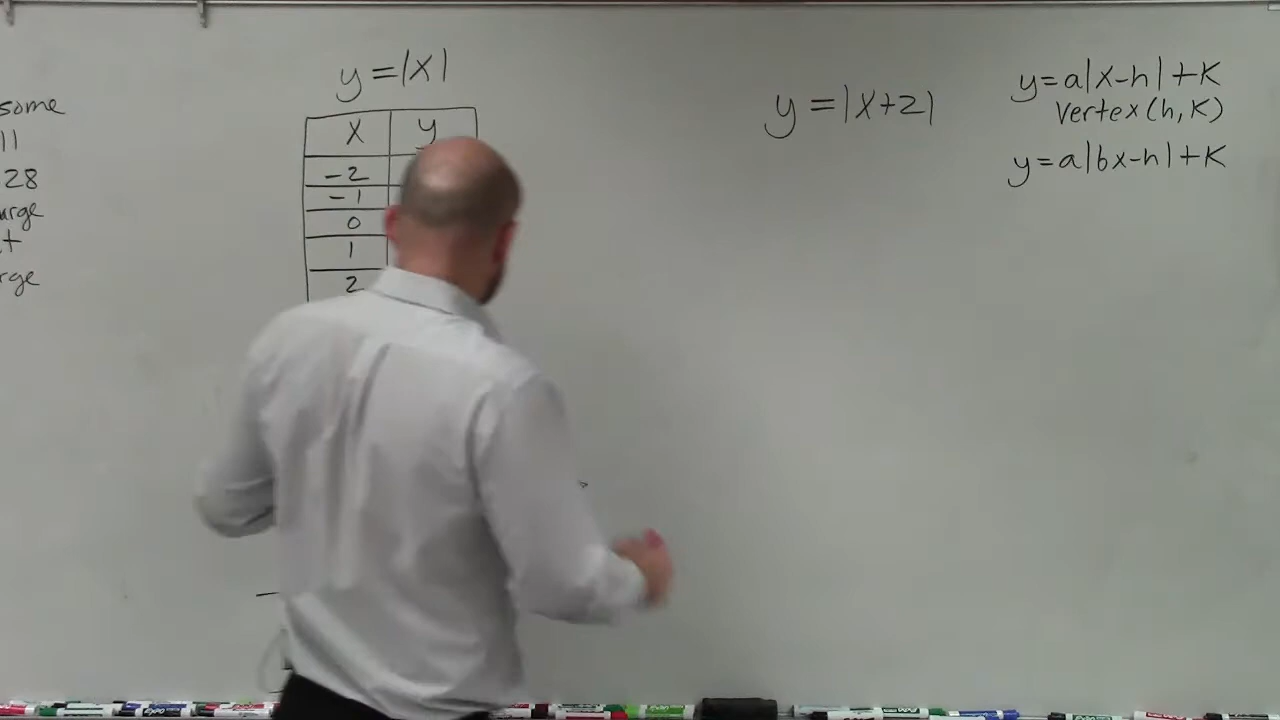 some
11
28
urge
t
rge
y=|x|
x y
-2
-1
0
1
2
y=|x+2|
y=a|x-h|+K
vertex(h,K)
y=a|bx-h|+K